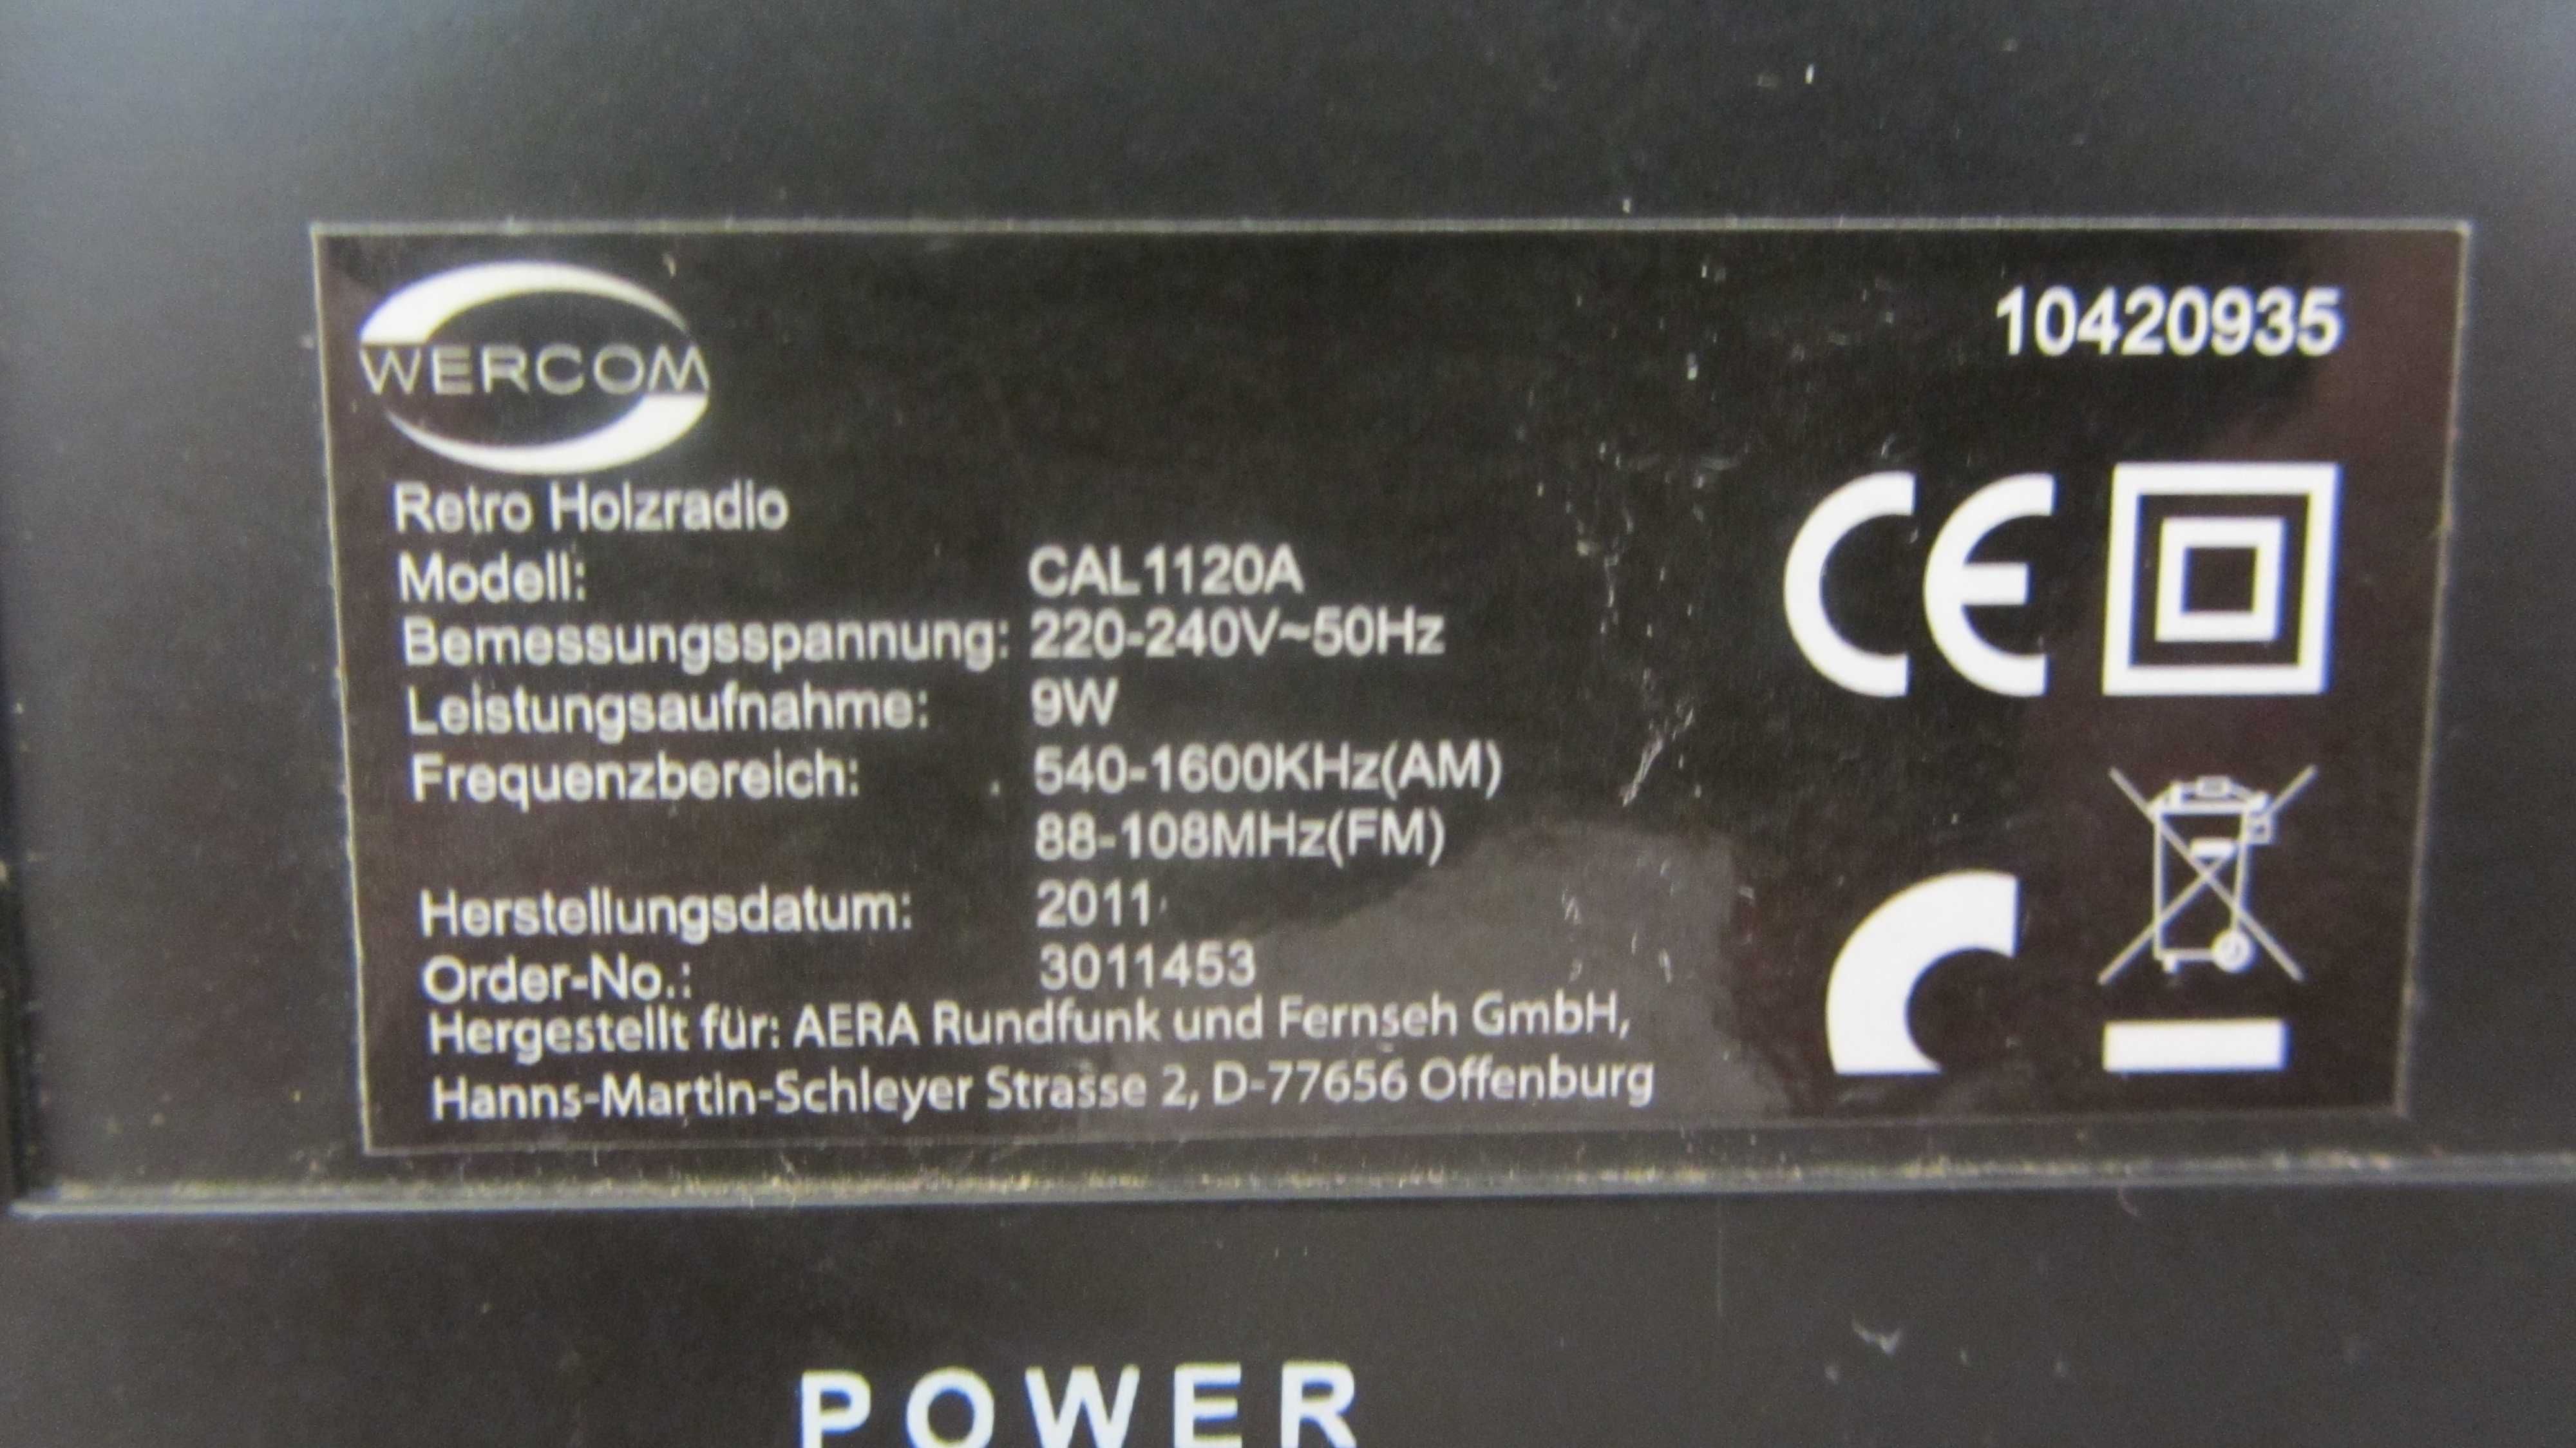 WERCOM
10420935
Retro Holzradio
Modell: CAL1120A
Bemessungsspannung: 220-240V~50Hz
Leistungsaufnahme: 9W
Frequenzbereich: 540-1600KHz(AM)
88-108MHz(FM)
Herstellungsdatum: 2011
Order-No.: 3011453
Hergestellt für: AERA Rundfunk und Fernseh GmbH,
Hanns-Martin-Schleyer Strasse 2, D-77656 Offenburg
CE
POWER